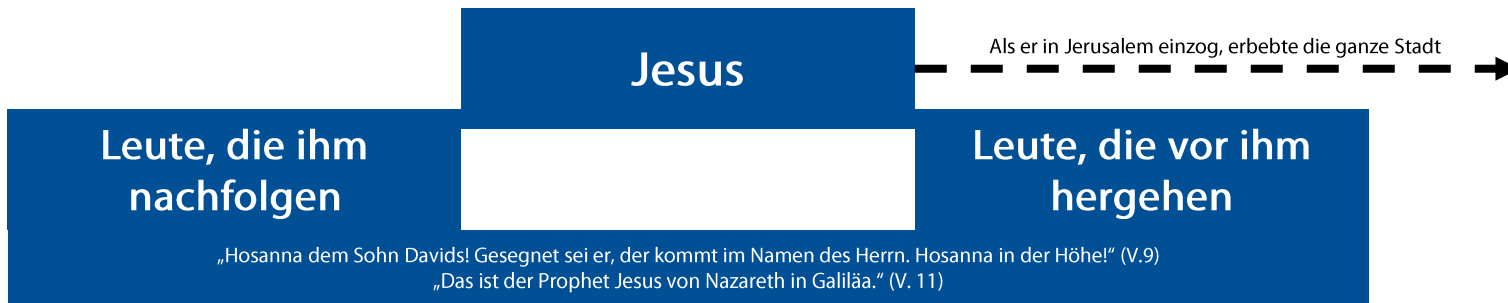 Jesus
Als er in Jerusalem einzog, erbebte die ganze Stadt
Leute, die ihm
nachfolgen
Leute, die vor ihm
hergehen
„Hosanna dem Sohn Davids! Gesegnet sei er, der kommt im Namen des Herrn. Hosanna in der Höhe!“ (V.9)
„Das ist der Prophet Jesus von Nazareth in Galiläa.“ (V. 11)